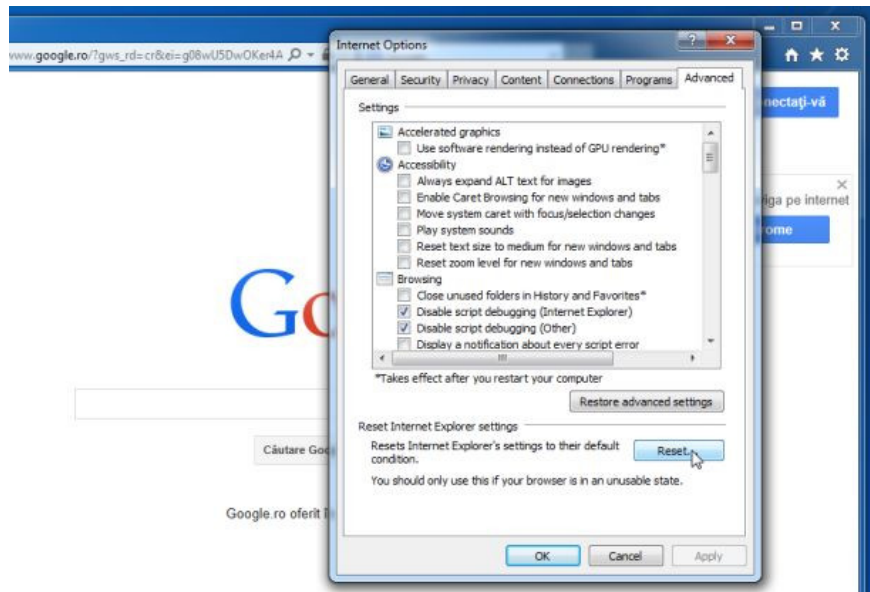 www.google.ro/?gws_rd=cr&ei=g08wU5DwOKer4A
Internet Options
General Security Privacy Content Connections Programs Advanced
nectaţi-vă
Settings
Accelerated graphics
Use software rendering instead of GPU rendering*
Accessibility
Always expand ALT text for images
Enable Caret Browsing for new windows and tabs
Move system caret with focus/selection changes
Play system sounds
Reset text size to medium for new windows and tabs
Reset zoom level for new windows and tabs
Browsing
Close unused folders in History and Favorites*
Disable script debugging (Internet Explorer)
Disable script debugging (Other)
Display a notification about every script error
*Takes effect after you restart your computer
Restore advanced settings
Reset Internet Explorer settings
Resets Internet Explorer's settings to their default
condition.
Reset...
You should only use this if your browser is in an unusable state.
OK Cancel Apply
iga pe internet
ome
Go
Căutare Goo
Google.ro oferit î